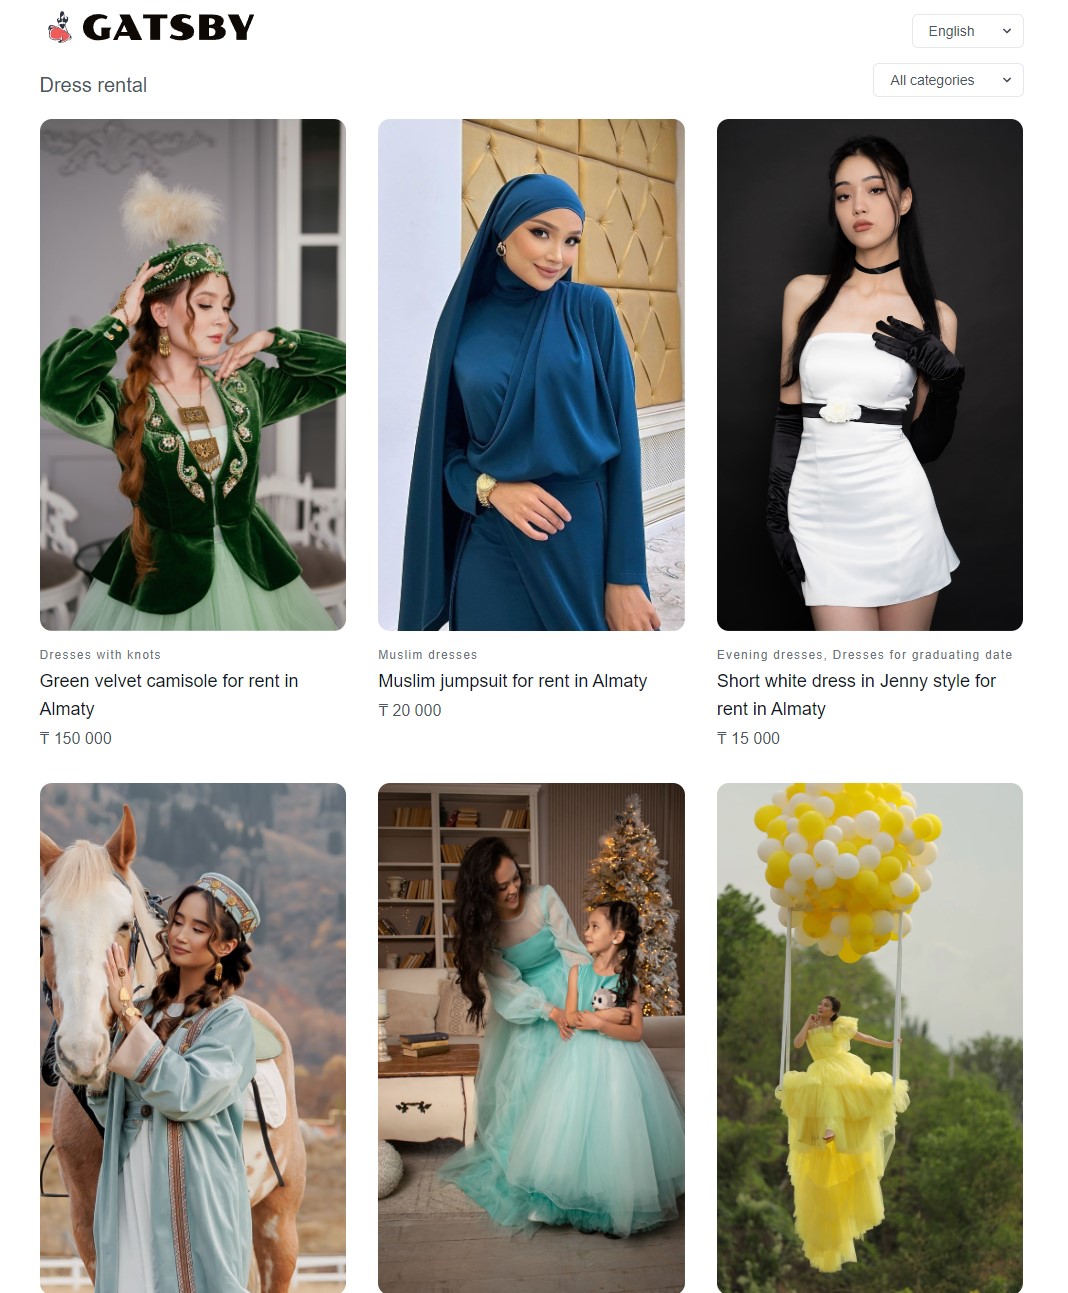 GATSBY
English
Dress rental
All categories
Dresses with knots
Green velvet camisole for rent in
Almaty
₸ 150 000
Muslim dresses
Muslim jumpsuit for rent in Almaty
₸ 20 000
Evening dresses, Dresses for graduating date
Short white dress in Jenny style for
rent in Almaty
₸ 15 000